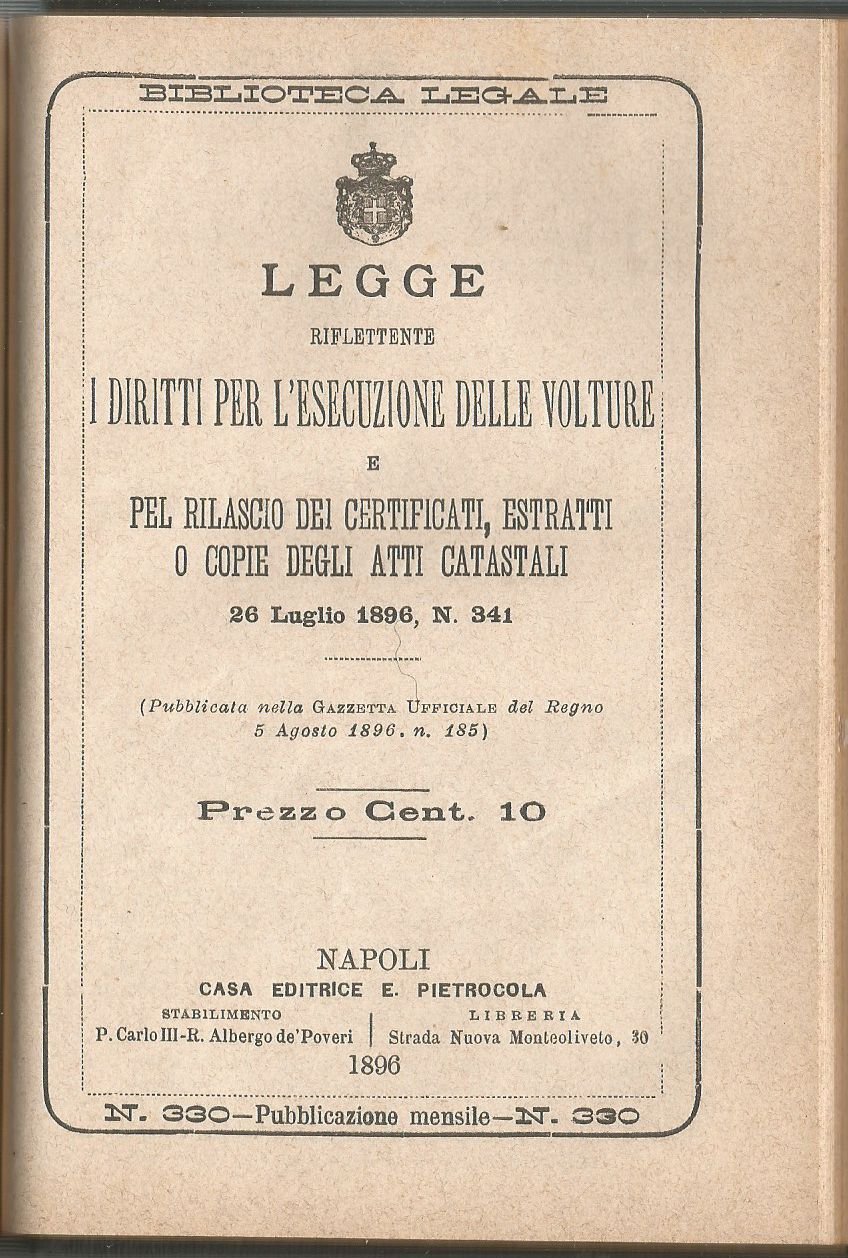 BIBLIOTECA LEGALE
LEGGE
RIFLETTENTE
I DIRITTI PER L'ESECUZIONE DELLE VOLTURE
E
PEL RILASCIO DEI CERTIFICATI, ESTRATTI
O COPIE DEGLI ATTI CATASTALI
26 Luglio 1896, N. 341
(Pubblicata nella GAZZETTA UFFICIALE del Regno
5 Agosto 1896. n. 185)
Prezzo Cent. 10
NAPOLI
CASA EDITRICE E. PIETROCOLA
STABILIMENTO
P. Carlo III-R. Albergo de' Poveri
LIBRERIA
Strada Nuova Monteoliveto, 30
1896
N. 330—Pubblicazione mensile—N. 330